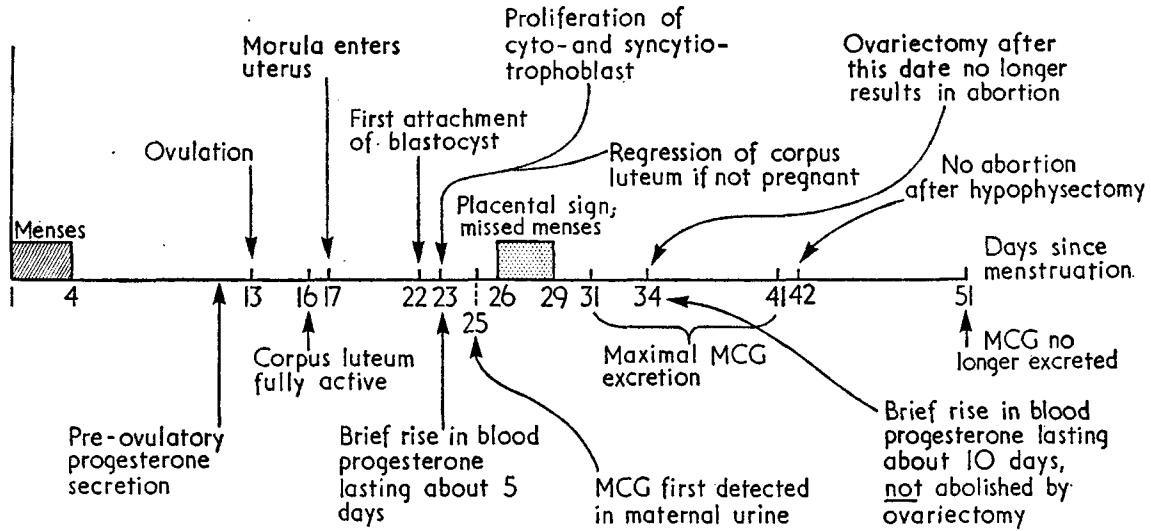 Proliferation of
cyto- and syncytio-
trophoblast
Morula enters
uterus
Ovariectomy after
this date no longer
results in abortion
First attachment
of blastocyst
Ovulation
Regression of corpus
luteum if not pregnant
No abortion
after hypophysectomy
Placental sign;
missed menses
Menses
Days since
menstruation
1 4 13 16 17 22 23 26 29 31 34 41 42 51
25
Corpus luteum
fully active
Maximal MCG
excretion
MCG no
longer excreted
Pre-ovulatory
progesterone
secretion
Brief rise in blood
progesterone
lasting about 5
days
MCG first detected
in maternal urine
Brief rise in blood
progesterone lasting
about 10 days,
not abolished by
ovariectomy